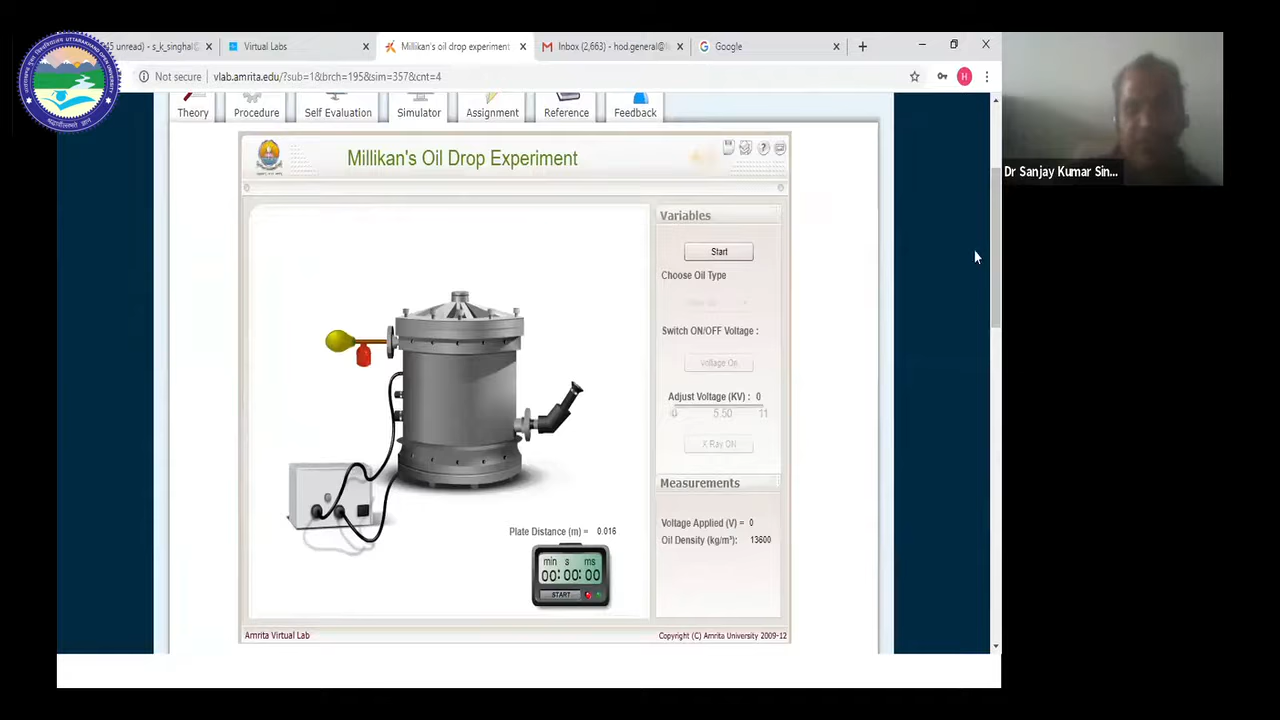 45 unread) - s_k_singhal@
Virtual Labs
Millikan's oil drop experiment
Inbox (2,663) - hod.general@
Google
Not secure
vlab.amrita.edu/?sub=1&brch=195&sim=357&cnt=4
H
Theory
Procedure
Self Evaluation
Simulator
Assignment
Reference
Feedback
Millikan's Oil Drop Experiment
Variables
Start
Choose Oil Type
Switch ON/OFF Voltage :
Voltage On
Adjust Voltage (KV) : 0
0 5.50 11
X Ray ON
Measurements
Voltage Applied (V) = 0
Oil Density (kg/m³): 13600
Plate Distance (m) = 0.016
min s ms
00:00:00
START
Amrita Virtual Lab
Copyright (C) Amrita University 2009-12
Dr Sanjay Kumar Sin...